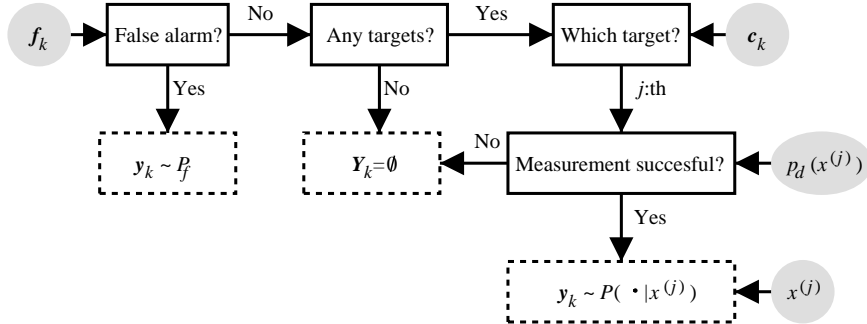 f_k
False alarm?
No
Any targets?
Yes
Which target?
c_k
Yes
No
j:th
y_k ~ P_f
Y_k=∅
No
Measurement succesful?
p_d(x^(j))
Yes
y_k ~ P( · |x^(j))
x^(j)